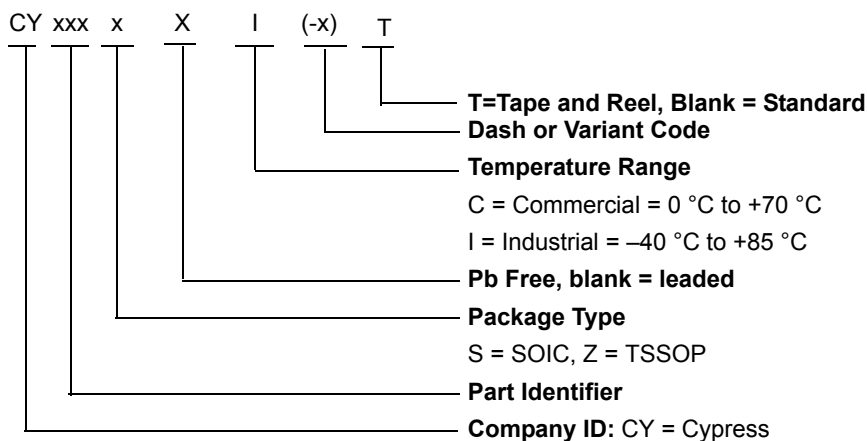 CY xxx x X I (-x) T
T=Tape and Reel, Blank = Standard
Dash or Variant Code
Temperature Range
C = Commercial = 0 °C to +70 °C
I = Industrial = –40 °C to +85 °C
Pb Free, blank = leaded
Package Type
S = SOIC, Z = TSSOP
Part Identifier
Company ID: CY = Cypress